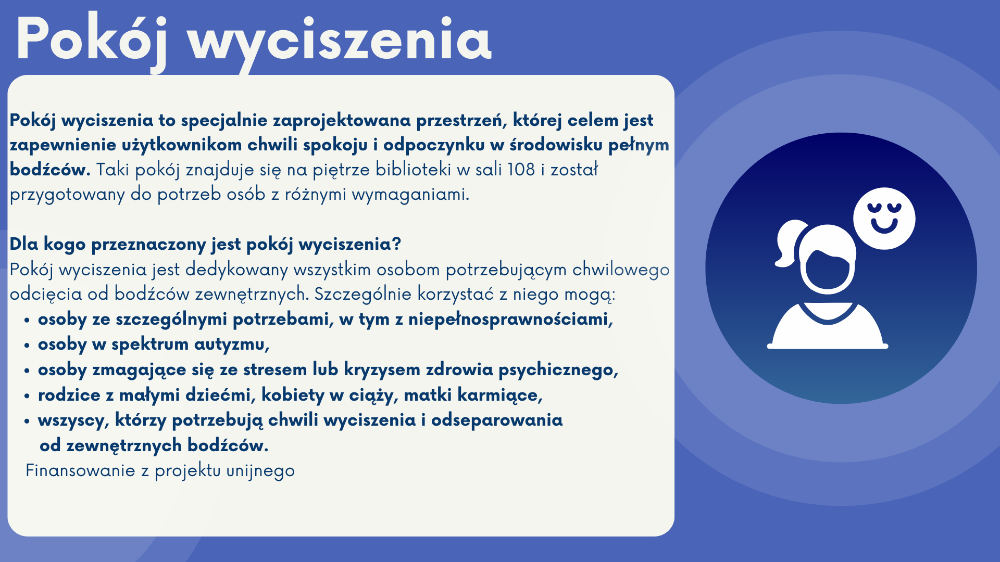 Pokój wyciszenia
Pokój wyciszenia to specjalnie zaprojektowana przestrzeń, której celem jest
zapewnienie użytkownikom chwili spokoju i odpoczynku w środowisku pełnym
bodźców. Taki pokój znajduje się na piętrze biblioteki w sali 108 i został
przygotowany do potrzeb osób z różnymi wymaganiami.
Dla kogo przeznaczony jest pokój wyciszenia?
Pokój wyciszenia jest dedykowany wszystkim osobom potrzebującym chwilowego
odcięcia od bodźców zewnętrznych. Szczególnie korzystać z niego mogą:
• osoby ze szczególnymi potrzebami, w tym z niepełnosprawnościami,
• osoby w spektrum autyzmu,
• osoby zmagające się ze stresem lub kryzysem zdrowia psychicznego,
• rodzice z małymi dziećmi, kobiety w ciąży, matki karmiące,
• wszyscy, którzy potrzebują chwili wyciszenia i odseparowania
od zewnętrznych bodźców.
Finansowanie z projektu unijnego